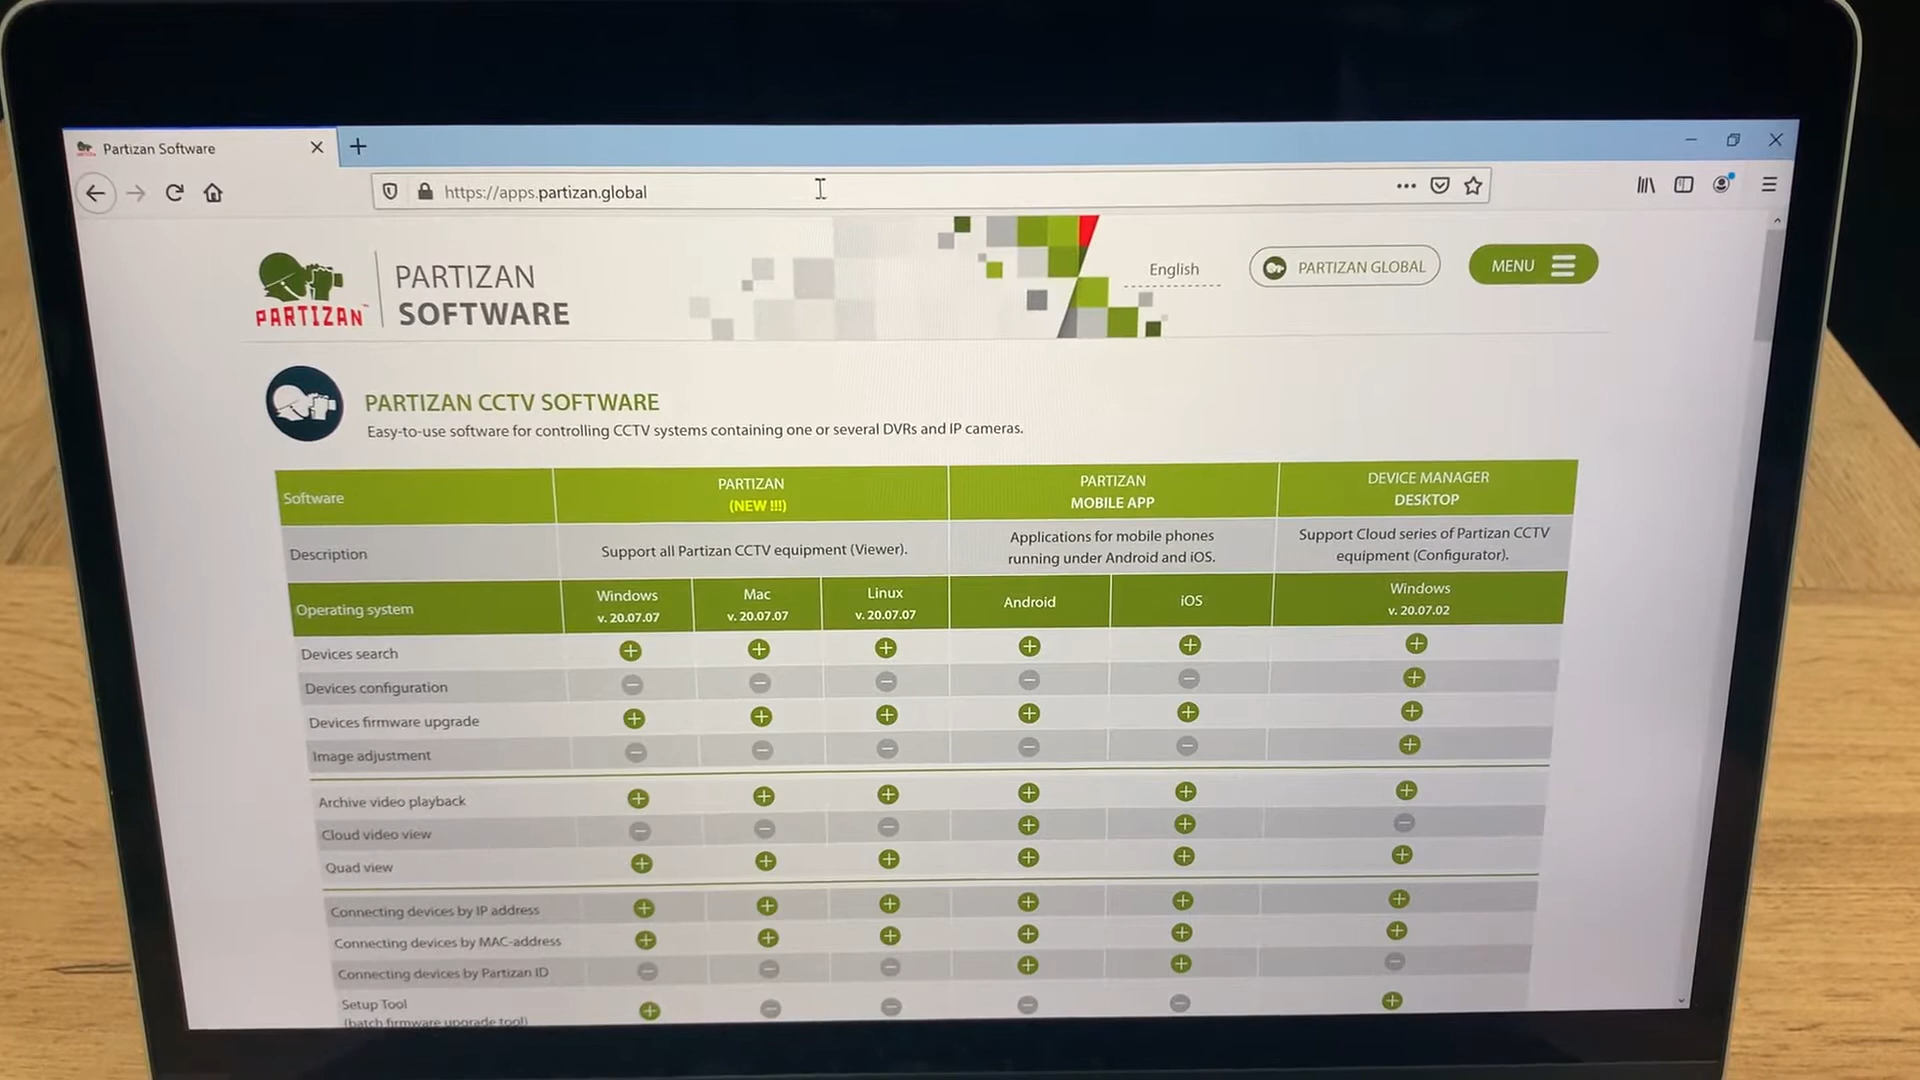 Partizan Software
https://apps.partizan.global
PARTIZAN™
PARTIZAN
SOFTWARE
English
PARTIZAN GLOBAL
MENU
PARTIZAN CCTV SOFTWARE
Easy-to-use software for controlling CCTV systems containing one or several DVRs and IP cameras.
Software
PARTIZAN
(NEW !!!)
PARTIZAN
MOBILE APP
DEVICE MANAGER
DESKTOP
Description
Support all Partizan CCTV equipment (Viewer).
Applications for mobile phones
running under Android and iOS.
Support Cloud series of Partizan CCTV
equipment (Configurator).
Operating system
Windows
v. 20.07.07
Mac
v. 20.07.07
Linux
v. 20.07.07
Android
iOS
Windows
v. 20.07.02
Devices search
Devices configuration
Devices firmware upgrade
Image adjustment
Archive video playback
Cloud video view
Quad view
Connecting devices by IP address
Connecting devices by MAC-address
Connecting devices by Partizan ID
Setup Tool
(batch firmware upgrade tool)